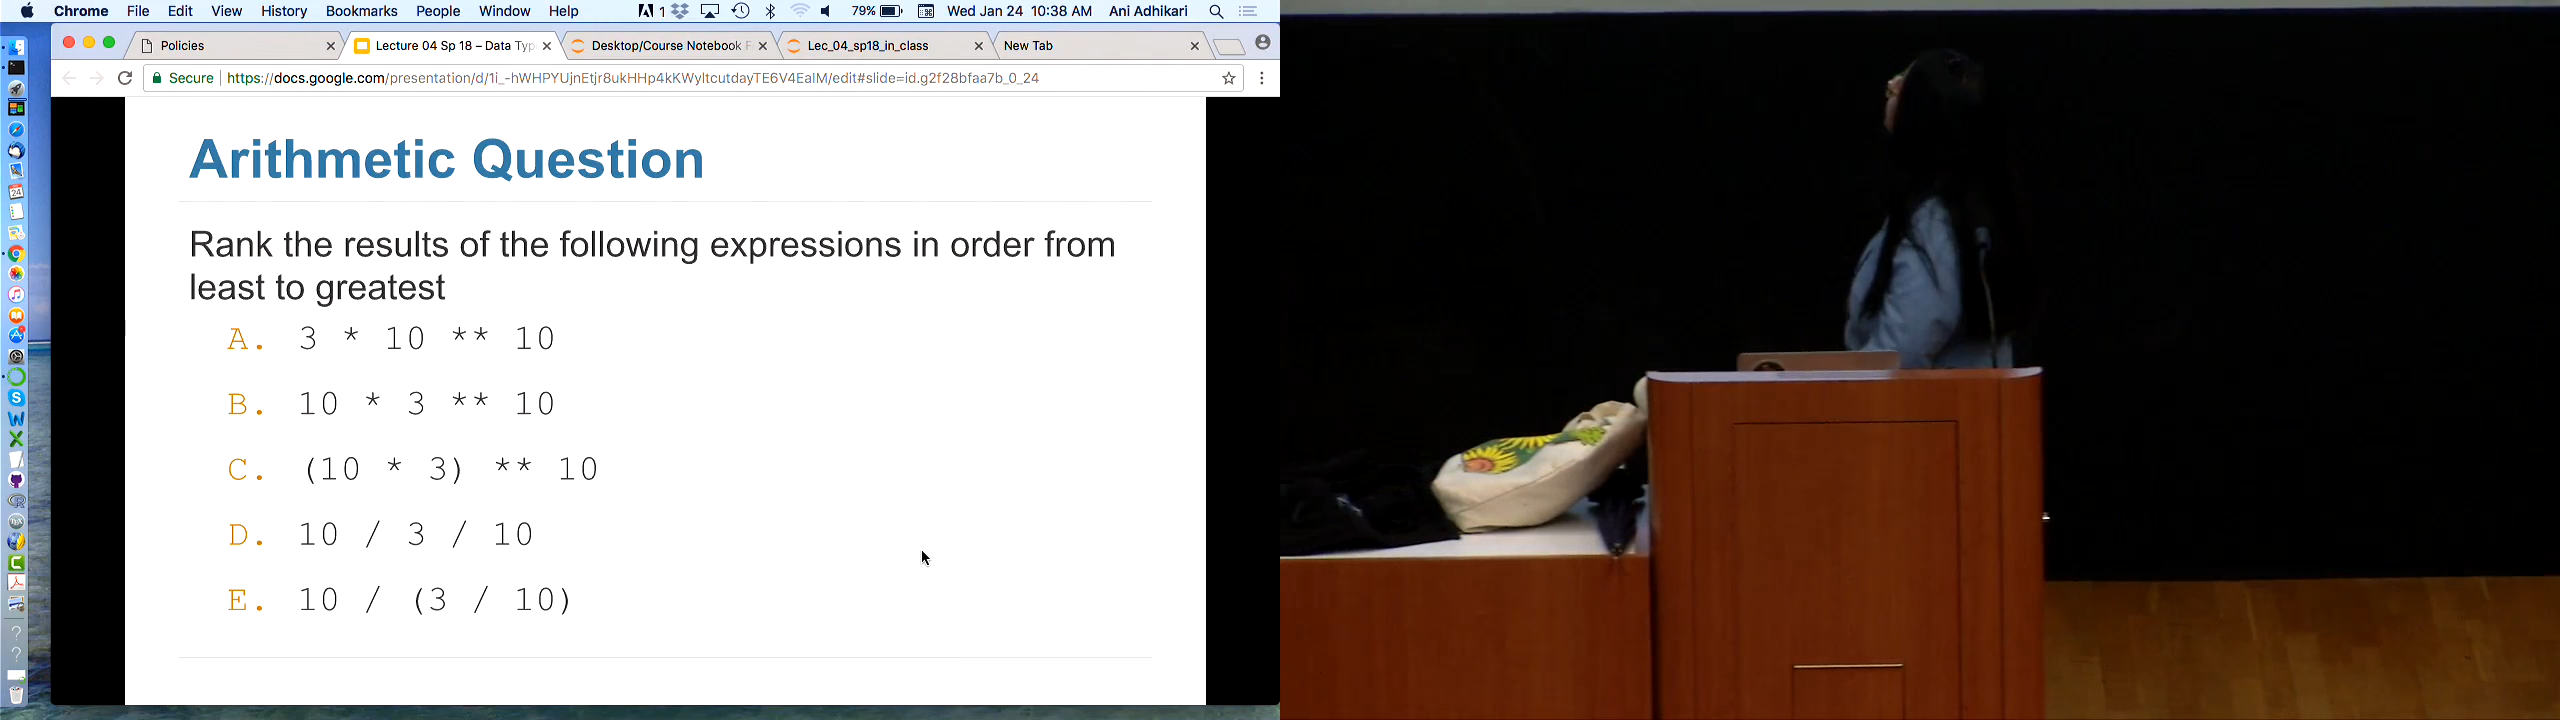 Chrome File Edit View History Bookmarks People Window Help 1 79% Wed Jan 24 10:38 AM Ani Adhikari
Policies Lecture 04 Sp 18 – Data Typ Desktop/Course Notebook F Lec_04_sp18_in_class New Tab
Secure https://docs.google.com/presentation/d/1i_-hWHPYUjnEtjr8ukHHp4kKWyltcutdayTE6V4EaIM/edit#slide=id.g2f28bfaa7b_0_24
Arithmetic Question
Rank the results of the following expressions in order from
least to greatest
A. 3 * 10 ** 10
B. 10 * 3 ** 10
C. (10 * 3) ** 10
D. 10 / 3 / 10
E. 10 / (3 / 10)